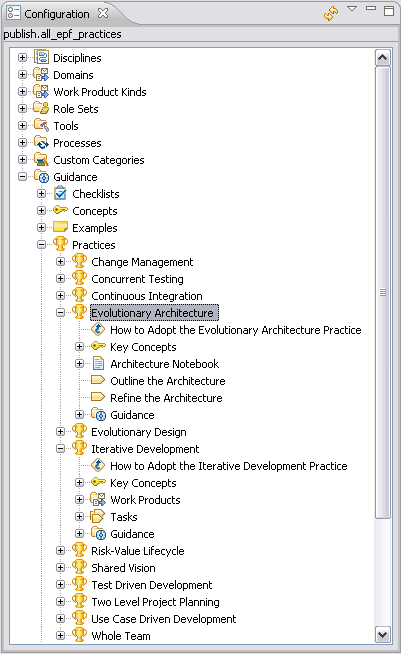 Configuration
publish.all_epf_practices
Disciplines
Domains
Work Product Kinds
Role Sets
Tools
Processes
Custom Categories
Guidance
Checklists
Concepts
Examples
Practices
Change Management
Concurrent Testing
Continuous Integration
Evolutionary Architecture
How to Adopt the Evolutionary Architecture Practice
Key Concepts
Architecture Notebook
Outline the Architecture
Refine the Architecture
Guidance
Evolutionary Design
Iterative Development
How to Adopt the Iterative Development Practice
Key Concepts
Work Products
Tasks
Guidance
Risk-Value Lifecycle
Shared Vision
Test Driven Development
Two Level Project Planning
Use Case Driven Development
Whole Team